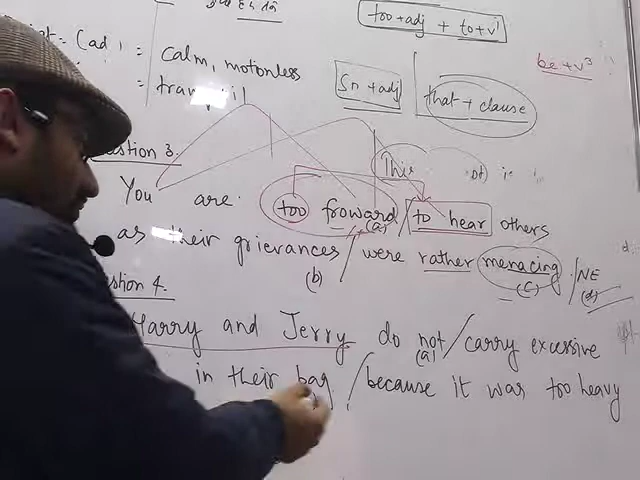 too+adj + to+v¹
be + v³
(adj) = calm, motionless
= tranquil
So + adj
that + clause
Question 3.
This
You are too froward (a) / to hear others
as their grievances (b) / were rather menacing (c) / NE (d)
Question 4.
Harry and Jerry do not (a) / carry excessive
in their bag / because it was too heavy